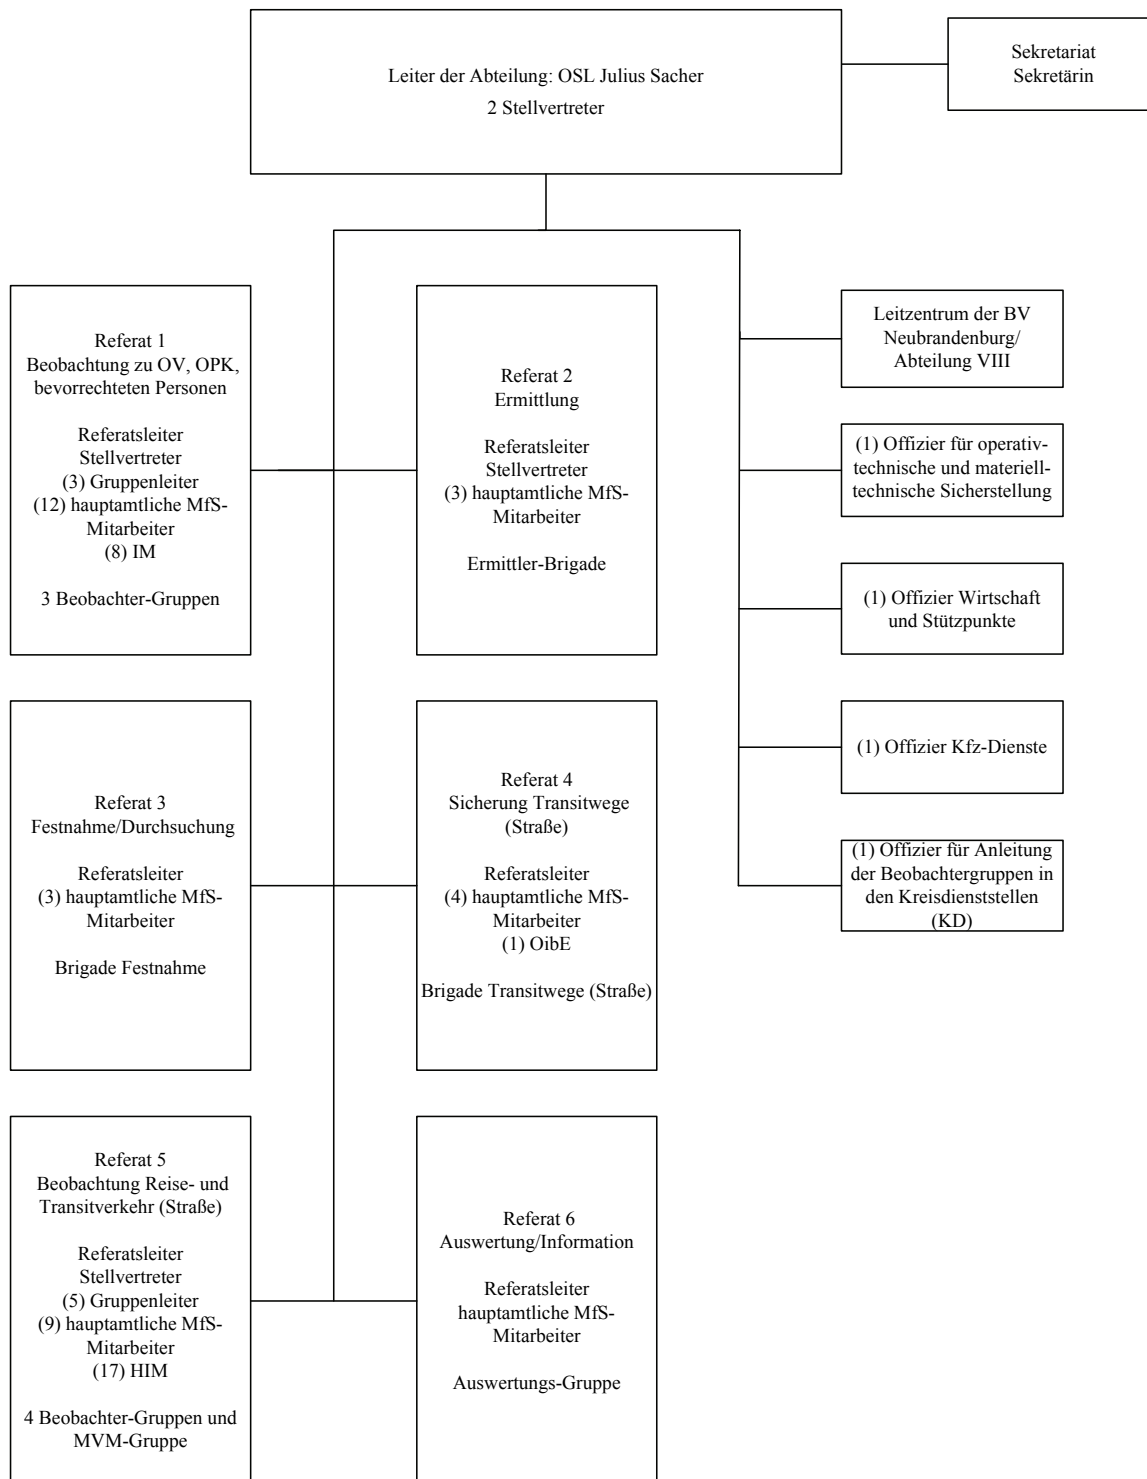 Leiter der Abteilung: OSL Julius Sacher
2 Stellvertreter
Sekretariat
Sekretärin
Referat 1
Beobachtung zu OV, OPK,
bevorrechteten Personen
Referatsleiter
Stellvertreter
(3) Gruppenleiter
(12) hauptamtliche MfS-
Mitarbeiter
(8) IM
3 Beobachter-Gruppen
Referat 2
Ermittlung
Referatsleiter
Stellvertreter
(3) hauptamtliche MfS-
Mitarbeiter
Ermittler-Brigade
Leitzentrum der BV
Neubrandenburg/
Abteilung VIII
(1) Offizier für operativ-
technische und materiell-
technische Sicherstellung
(1) Offizier Wirtschaft
und Stützpunkte
(1) Offizier Kfz-Dienste
(1) Offizier für Anleitung
der Beobachtergruppen in
den Kreisdienststellen
(KD)
Referat 3
Festnahme/Durchsuchung
Referatsleiter
(3) hauptamtliche MfS-
Mitarbeiter
Brigade Festnahme
Referat 4
Sicherung Transitwege
(Straße)
Referatsleiter
(4) hauptamtliche MfS-
Mitarbeiter
(1) OibE
Brigade Transitwege (Straße)
Referat 5
Beobachtung Reise- und
Transitverkehr (Straße)
Referatsleiter
Stellvertreter
(5) Gruppenleiter
(9) hauptamtliche MfS-
Mitarbeiter
(17) HIM
4 Beobachter-Gruppen und
MVM-Gruppe
Referat 6
Auswertung/Information
Referatsleiter
hauptamtliche MfS-
Mitarbeiter
Auswertungs-Gruppe